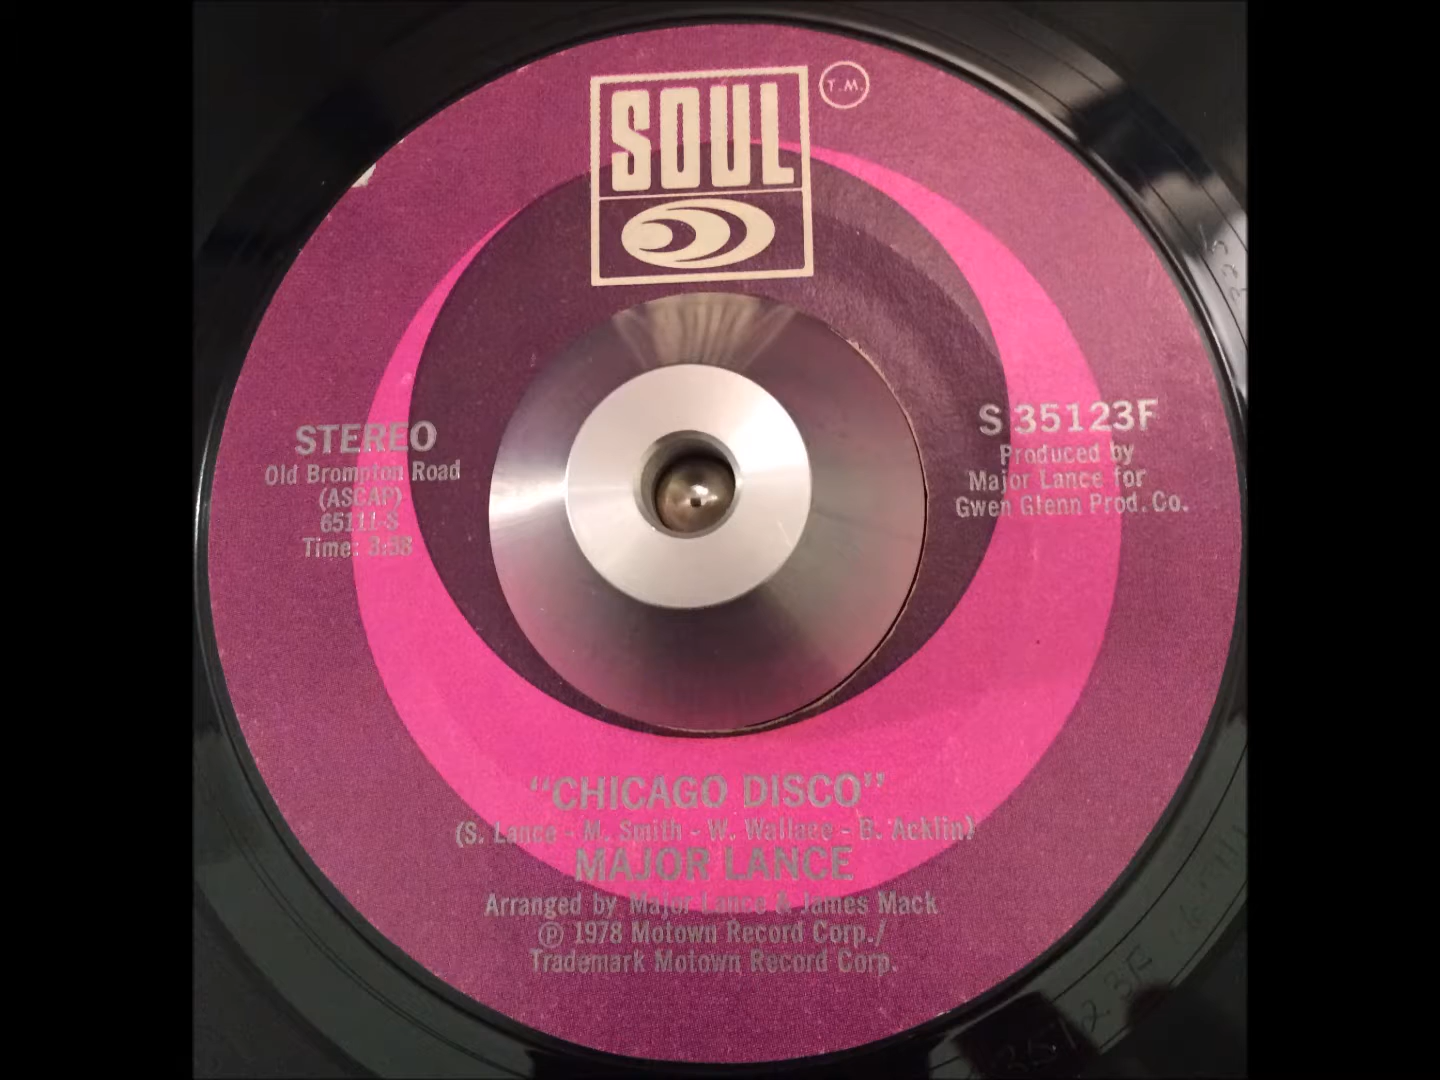 SOUL
T.M.
STEREO
Old Brompton Road
(ASCAP)
65111-S
Time: 3:58
S 35123F
Produced by
Major Lance for
Gwen Glenn Prod. Co.
"CHICAGO DISCO"
(S. Lance - M. Smith - W. Wallace - B. Acklin)
MAJOR LANCE
Arranged by Major Lance & James Mack
℗ 1978 Motown Record Corp./
Trademark Motown Record Corp.